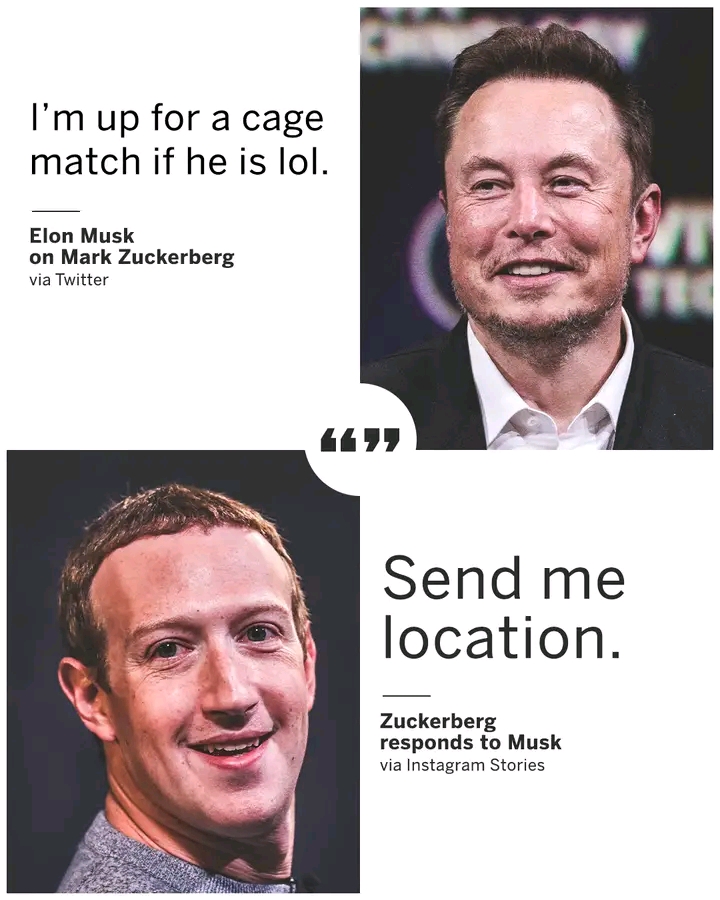 I'm up for a cage
match if he is lol.
Elon Musk
on Mark Zuckerberg
via Twitter
❝❞
Send me
location.
Zuckerberg
responds to Musk
via Instagram Stories